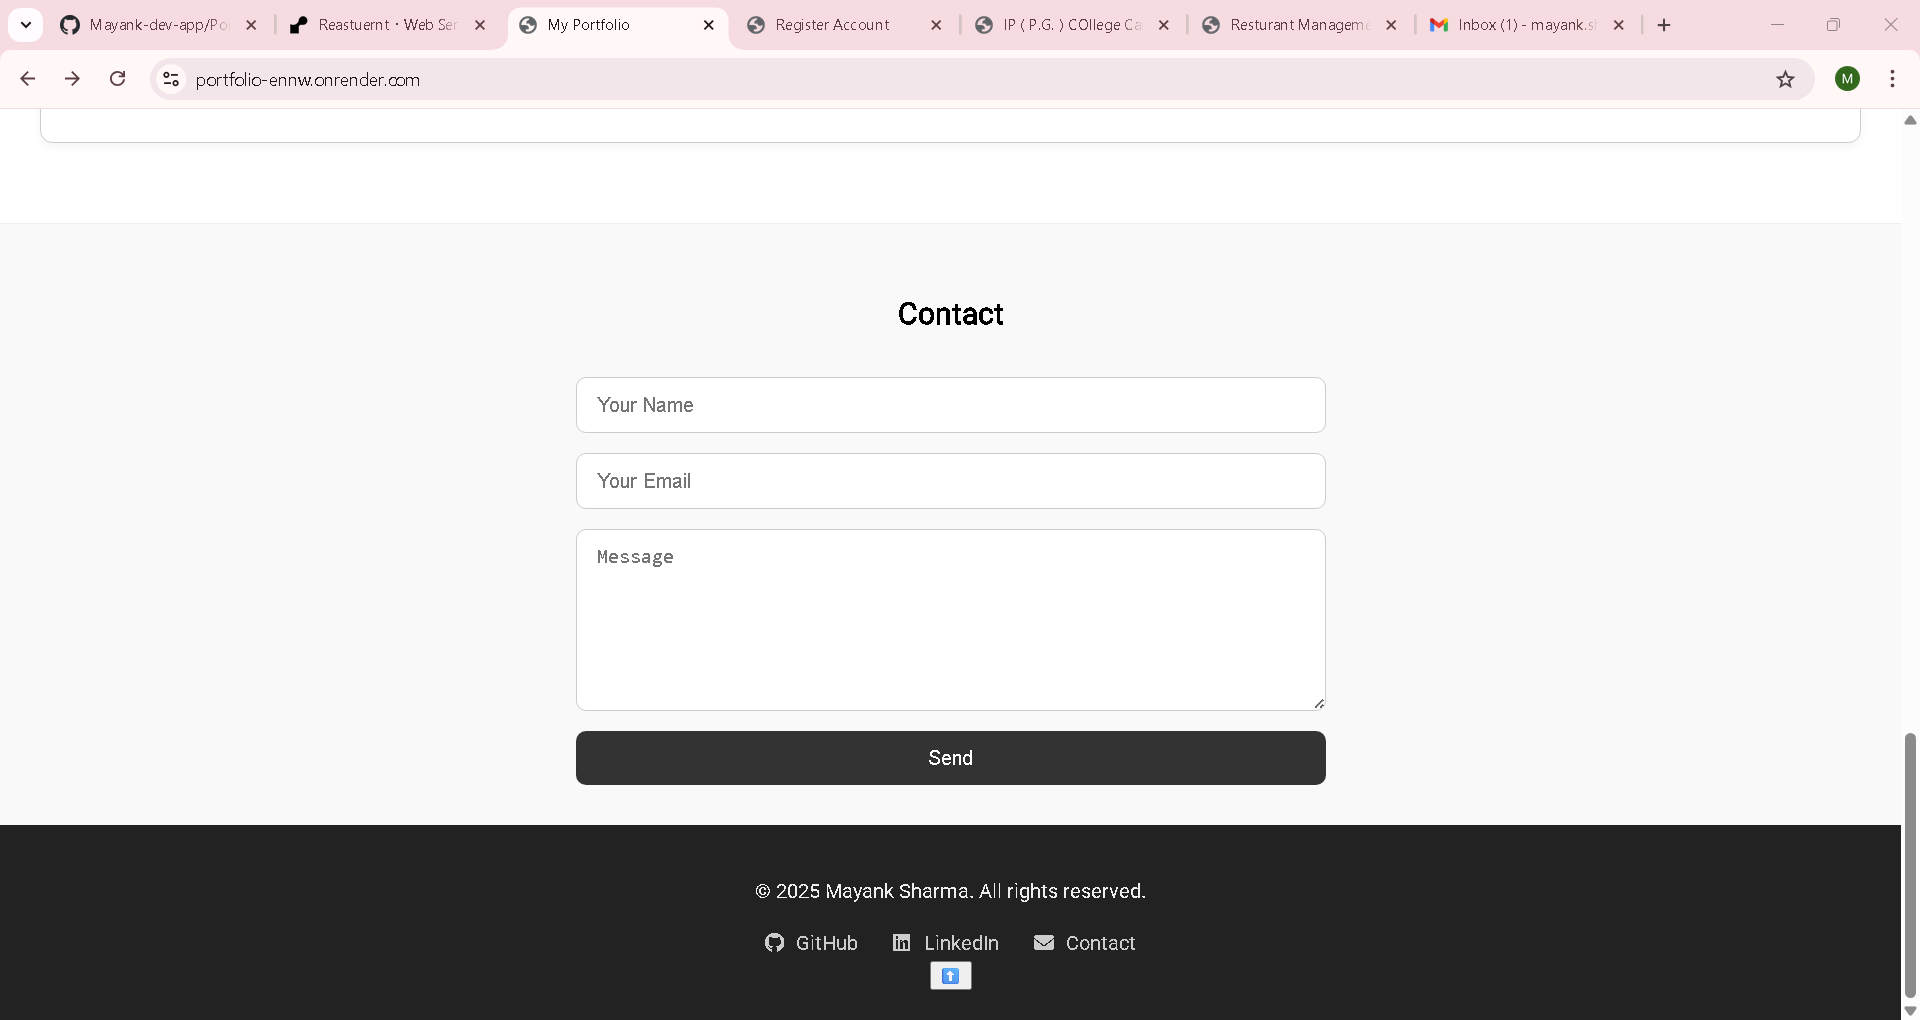 Mayank-dev-app/Po
Reastuernt · Web Ser
My Portfolio
Register Account
IP ( P.G. ) COllege Ca
Resturant Manageme
Inbox (1) - mayank.s
portfolio-ennw.onrender.com
M
Contact
Your Name
Your Email
Message
Send
© 2025 Mayank Sharma. All rights reserved.
GitHub LinkedIn Contact